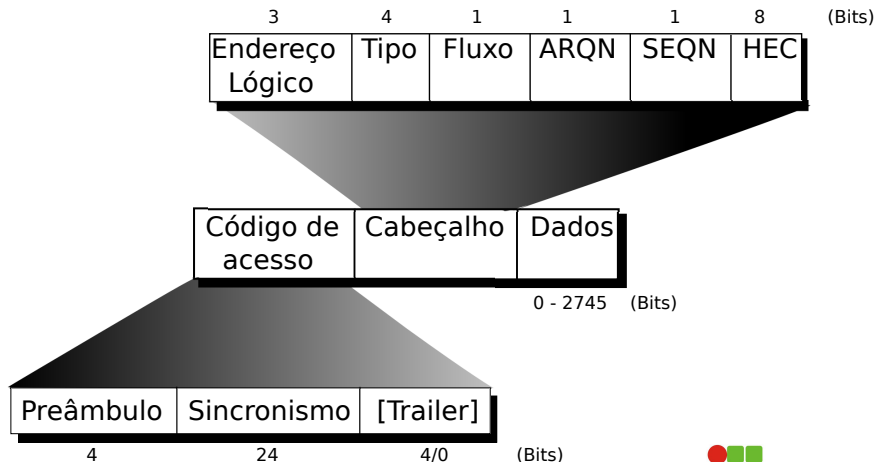 3 4 1 1 1 8 (Bits)
Endereço Tipo Fluxo ARQN SEQN HEC
Lógico
Código de Cabeçalho Dados
acesso
0 - 2745 (Bits)
Preâmbulo Sincronismo [Trailer]
4 24 4/0 (Bits)